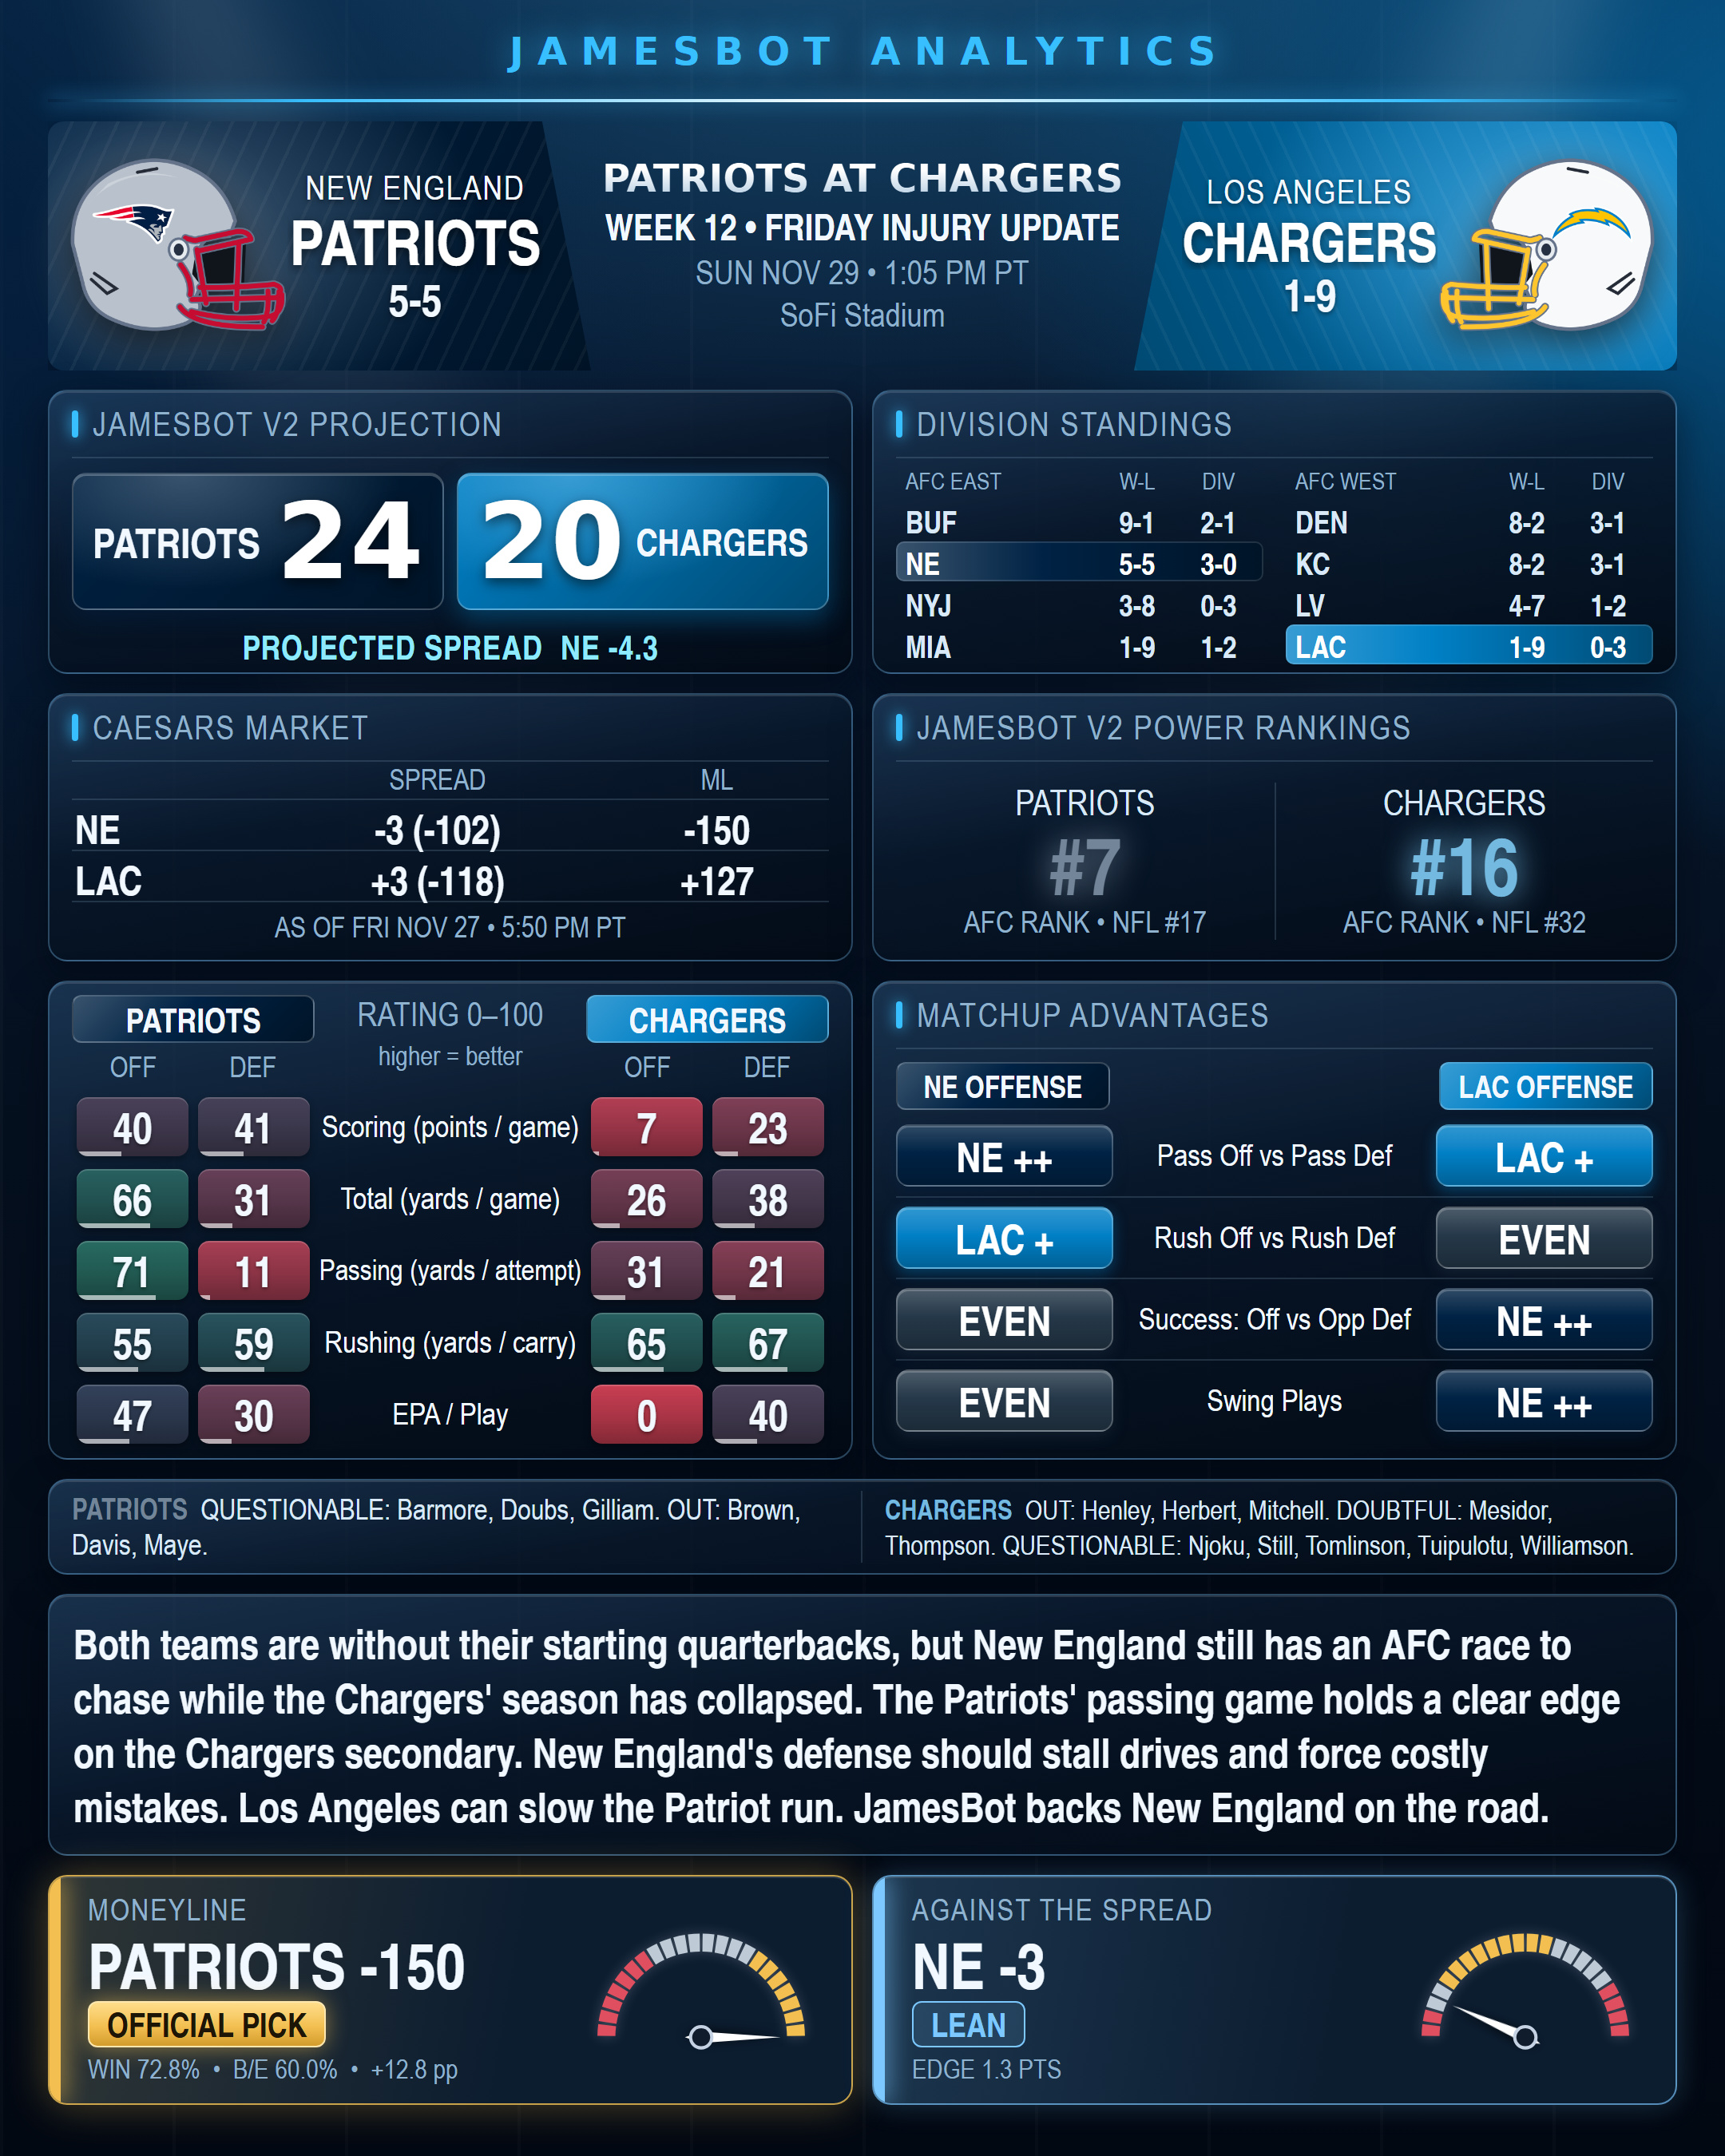 JAMESBOT ANALYTICS
NEW ENGLAND
PATRIOTS
5-5
PATRIOTS AT CHARGERS
WEEK 12 • FRIDAY INJURY UPDATE
SUN NOV 29 • 1:05 PM PT
SoFi Stadium
LOS ANGELES
CHARGERS
1-9
JAMESBOT V2 PROJECTION
PATRIOTS 24
20 CHARGERS
PROJECTED SPREAD NE -4.3
DIVISION STANDINGS
AFC EAST W-L DIV AFC WEST W-L DIV
BUF 9-1 2-1 DEN 8-2 3-1
NE 5-5 3-0 KC 8-2 3-1
NYJ 3-8 0-3 LV 4-7 1-2
MIA 1-9 1-2 LAC 1-9 0-3
CAESARS MARKET
SPREAD ML
NE -3 (-102) -150
LAC +3 (-118) +127
AS OF FRI NOV 27 • 5:50 PM PT
JAMESBOT V2 POWER RANKINGS
PATRIOTS
#7
AFC RANK • NFL #17
CHARGERS
#16
AFC RANK • NFL #32
PATRIOTS RATING 0–100 CHARGERS
OFF DEF higher = better OFF DEF
40 41 Scoring (points / game) 7 23
66 31 Total (yards / game) 26 38
71 11 Passing (yards / attempt) 31 21
55 59 Rushing (yards / carry) 65 67
47 30 EPA / Play 0 40
MATCHUP ADVANTAGES
NE OFFENSE LAC OFFENSE
NE ++ Pass Off vs Pass Def LAC +
LAC + Rush Off vs Rush Def EVEN
EVEN Success: Off vs Opp Def NE ++
EVEN Swing Plays NE ++
PATRIOTS QUESTIONABLE: Barmore, Doubs, Gilliam. OUT: Brown,
Davis, Maye.
CHARGERS OUT: Henley, Herbert, Mitchell. DOUBTFUL: Mesidor,
Thompson. QUESTIONABLE: Njoku, Still, Tomlinson, Tuipulotu, Williamson.
Both teams are without their starting quarterbacks, but New England still has an AFC race to
chase while the Chargers' season has collapsed. The Patriots' passing game holds a clear edge
on the Chargers secondary. New England's defense should stall drives and force costly
mistakes. Los Angeles can slow the Patriot run. JamesBot backs New England on the road.
MONEYLINE
PATRIOTS -150
OFFICIAL PICK
WIN 72.8% • B/E 60.0% • +12.8 pp
AGAINST THE SPREAD
NE -3
LEAN
EDGE 1.3 PTS